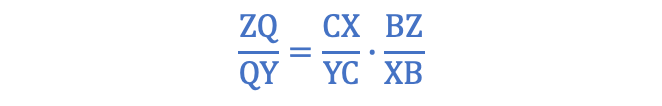 ZQ/QY = CX/YC · BZ/XB